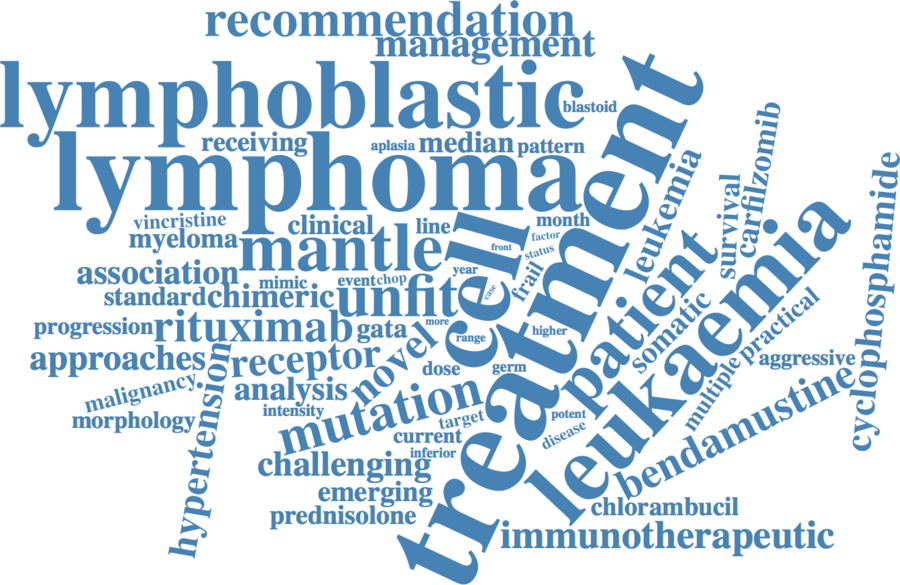 recommendation
management
lymphoblastic
blastoid
receiving
aplasia
median
pattern
lymphoma
treatment
vincristine
clinical
line
month
myeloma
mantle
cell
front
factor
status
leukemia
survival
carfilzomib
cyclophosphamide
association
mimic
event
chop
year
case
frail
standard
chimeric
unfit
patient
somatic
leukaemia
progression
rituximab
gata
more
range
higher
practical
multiple
aggressive
approaches
receptor
novel
dose
germ
malignancy
hypertension
analysis
intensity
morphology
mutation
target
potent
disease
current
inferior
bendamustine
challenging
emerging
prednisolone
chlorambucil
immunotherapeutic